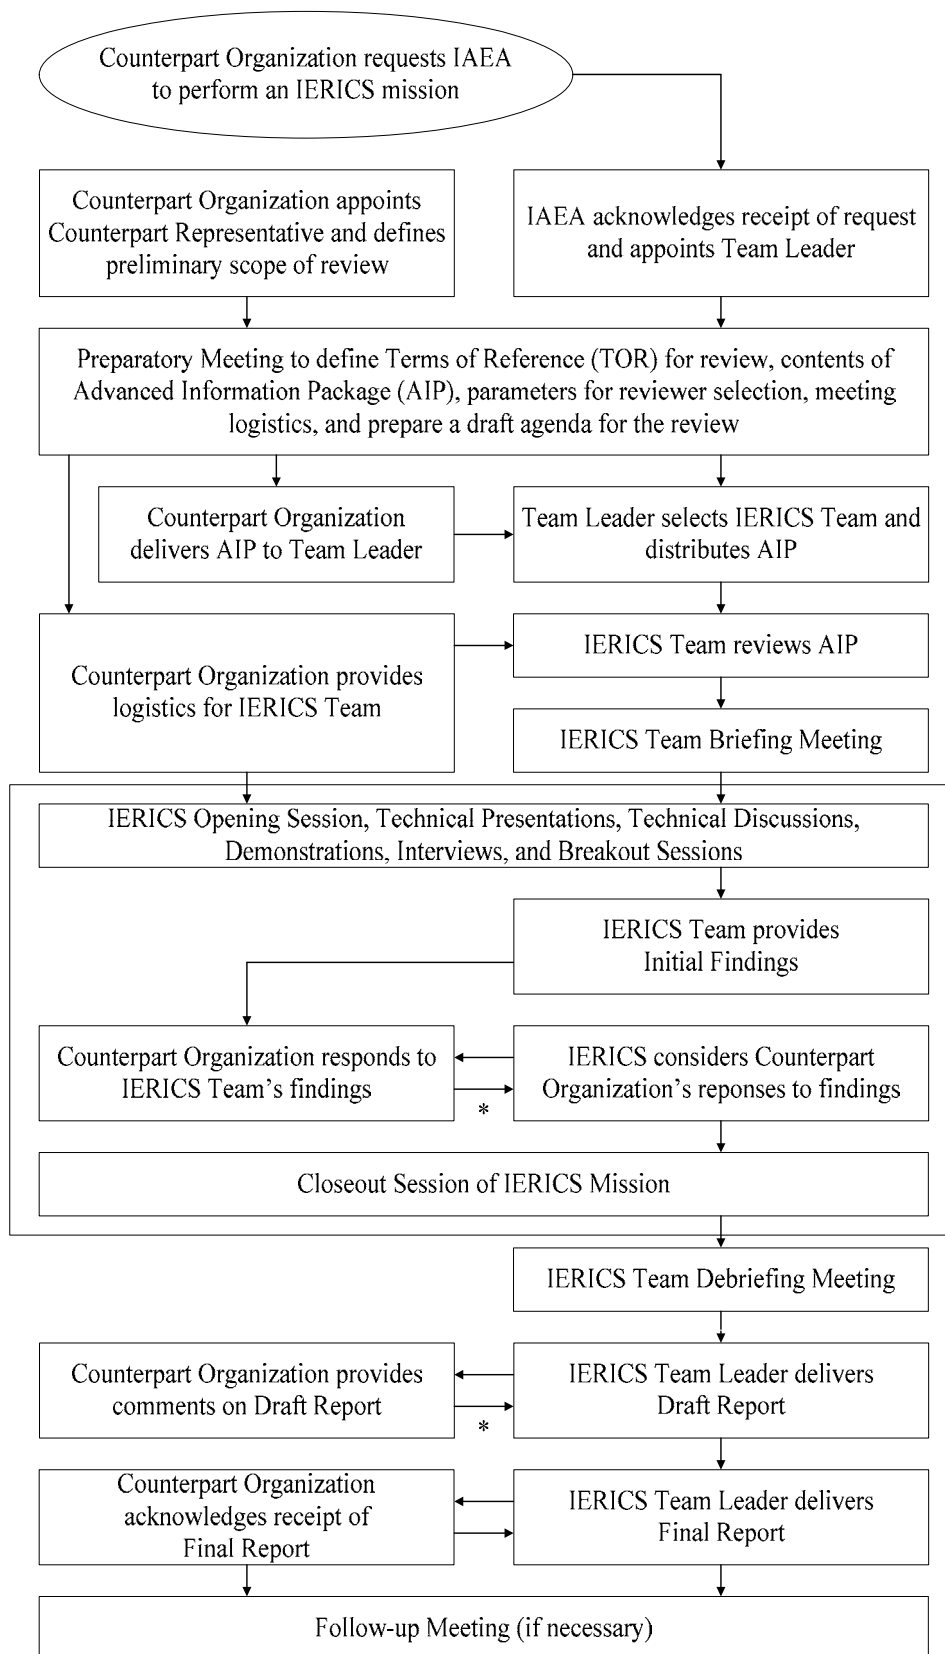 Counterpart Organization requests IAEA
to perform an IERICS mission
Counterpart Organization appoints
Counterpart Representative and defines
preliminary scope of review
IAEA acknowledges receipt of request
and appoints Team Leader
Preparatory Meeting to define Terms of Reference (TOR) for review, contents of
Advanced Information Package (AIP), parameters for reviewer selection, meeting
logistics, and prepare a draft agenda for the review
Counterpart Organization
delivers AIP to Team Leader
Team Leader selects IERICS Team and
distributes AIP
Counterpart Organization provides
logistics for IERICS Team
IERICS Team reviews AIP
IERICS Team Briefing Meeting
IERICS Opening Session, Technical Presentations, Technical Discussions,
Demonstrations, Interviews, and Breakout Sessions
IERICS Team provides
Initial Findings
Counterpart Organization responds to
IERICS Team’s findings
*
IERICS considers Counterpart
Organization’s reponses to findings
Closeout Session of IERICS Mission
IERICS Team Debriefing Meeting
Counterpart Organization provides
comments on Draft Report
*
IERICS Team Leader delivers
Draft Report
Counterpart Organization
acknowledges receipt of
Final Report
IERICS Team Leader delivers
Final Report
Follow-up Meeting (if necessary)